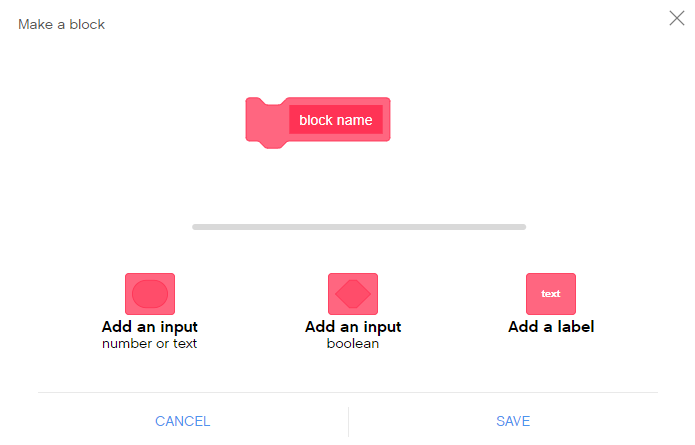 Make a block
block name
text
Add an input
number or text
Add an input
boolean
Add a label
CANCEL
SAVE